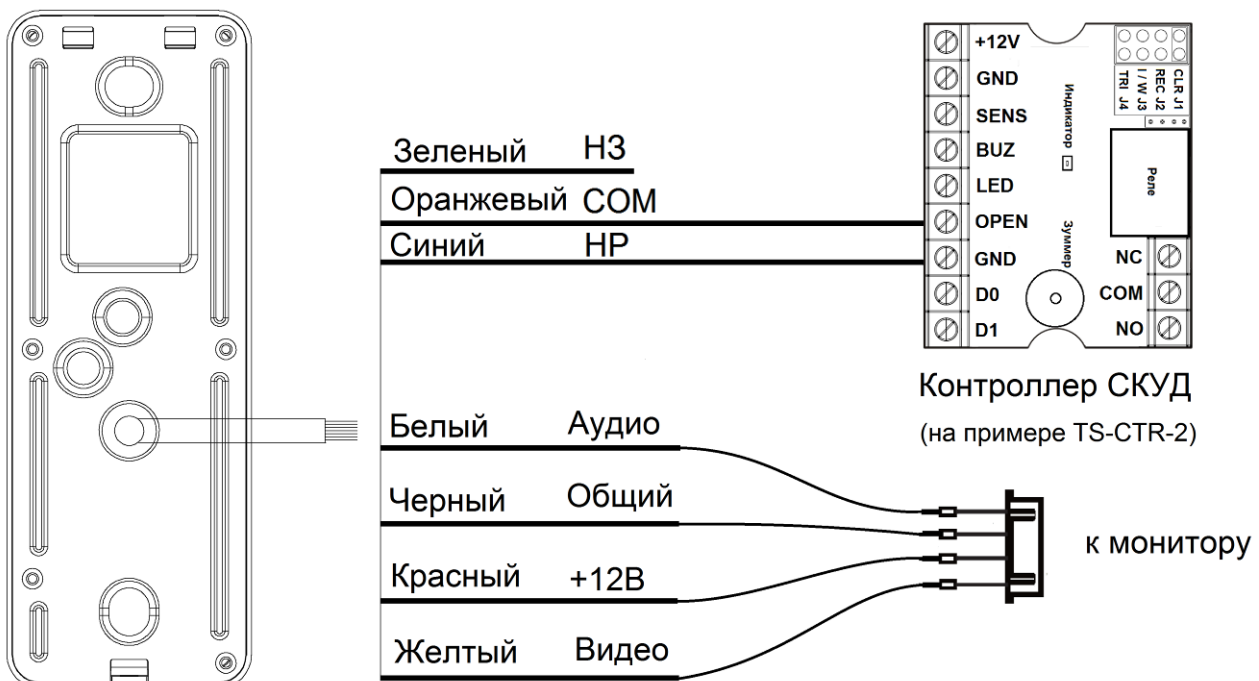 Зеленый НЗ
Оранжевый COM
Синий НР
Белый Аудио
Черный Общий
Красный +12В
Желтый Видео
+12V
GND
SENS
BUZ
LED
OPEN
GND
D0
D1
Индикатор
Зуммер
TRI J4
I / W J3
REC J2
CLR J1
Реле
NC
COM
NO
Контроллер СКУД
(на примере TS-CTR-2)
к монитору